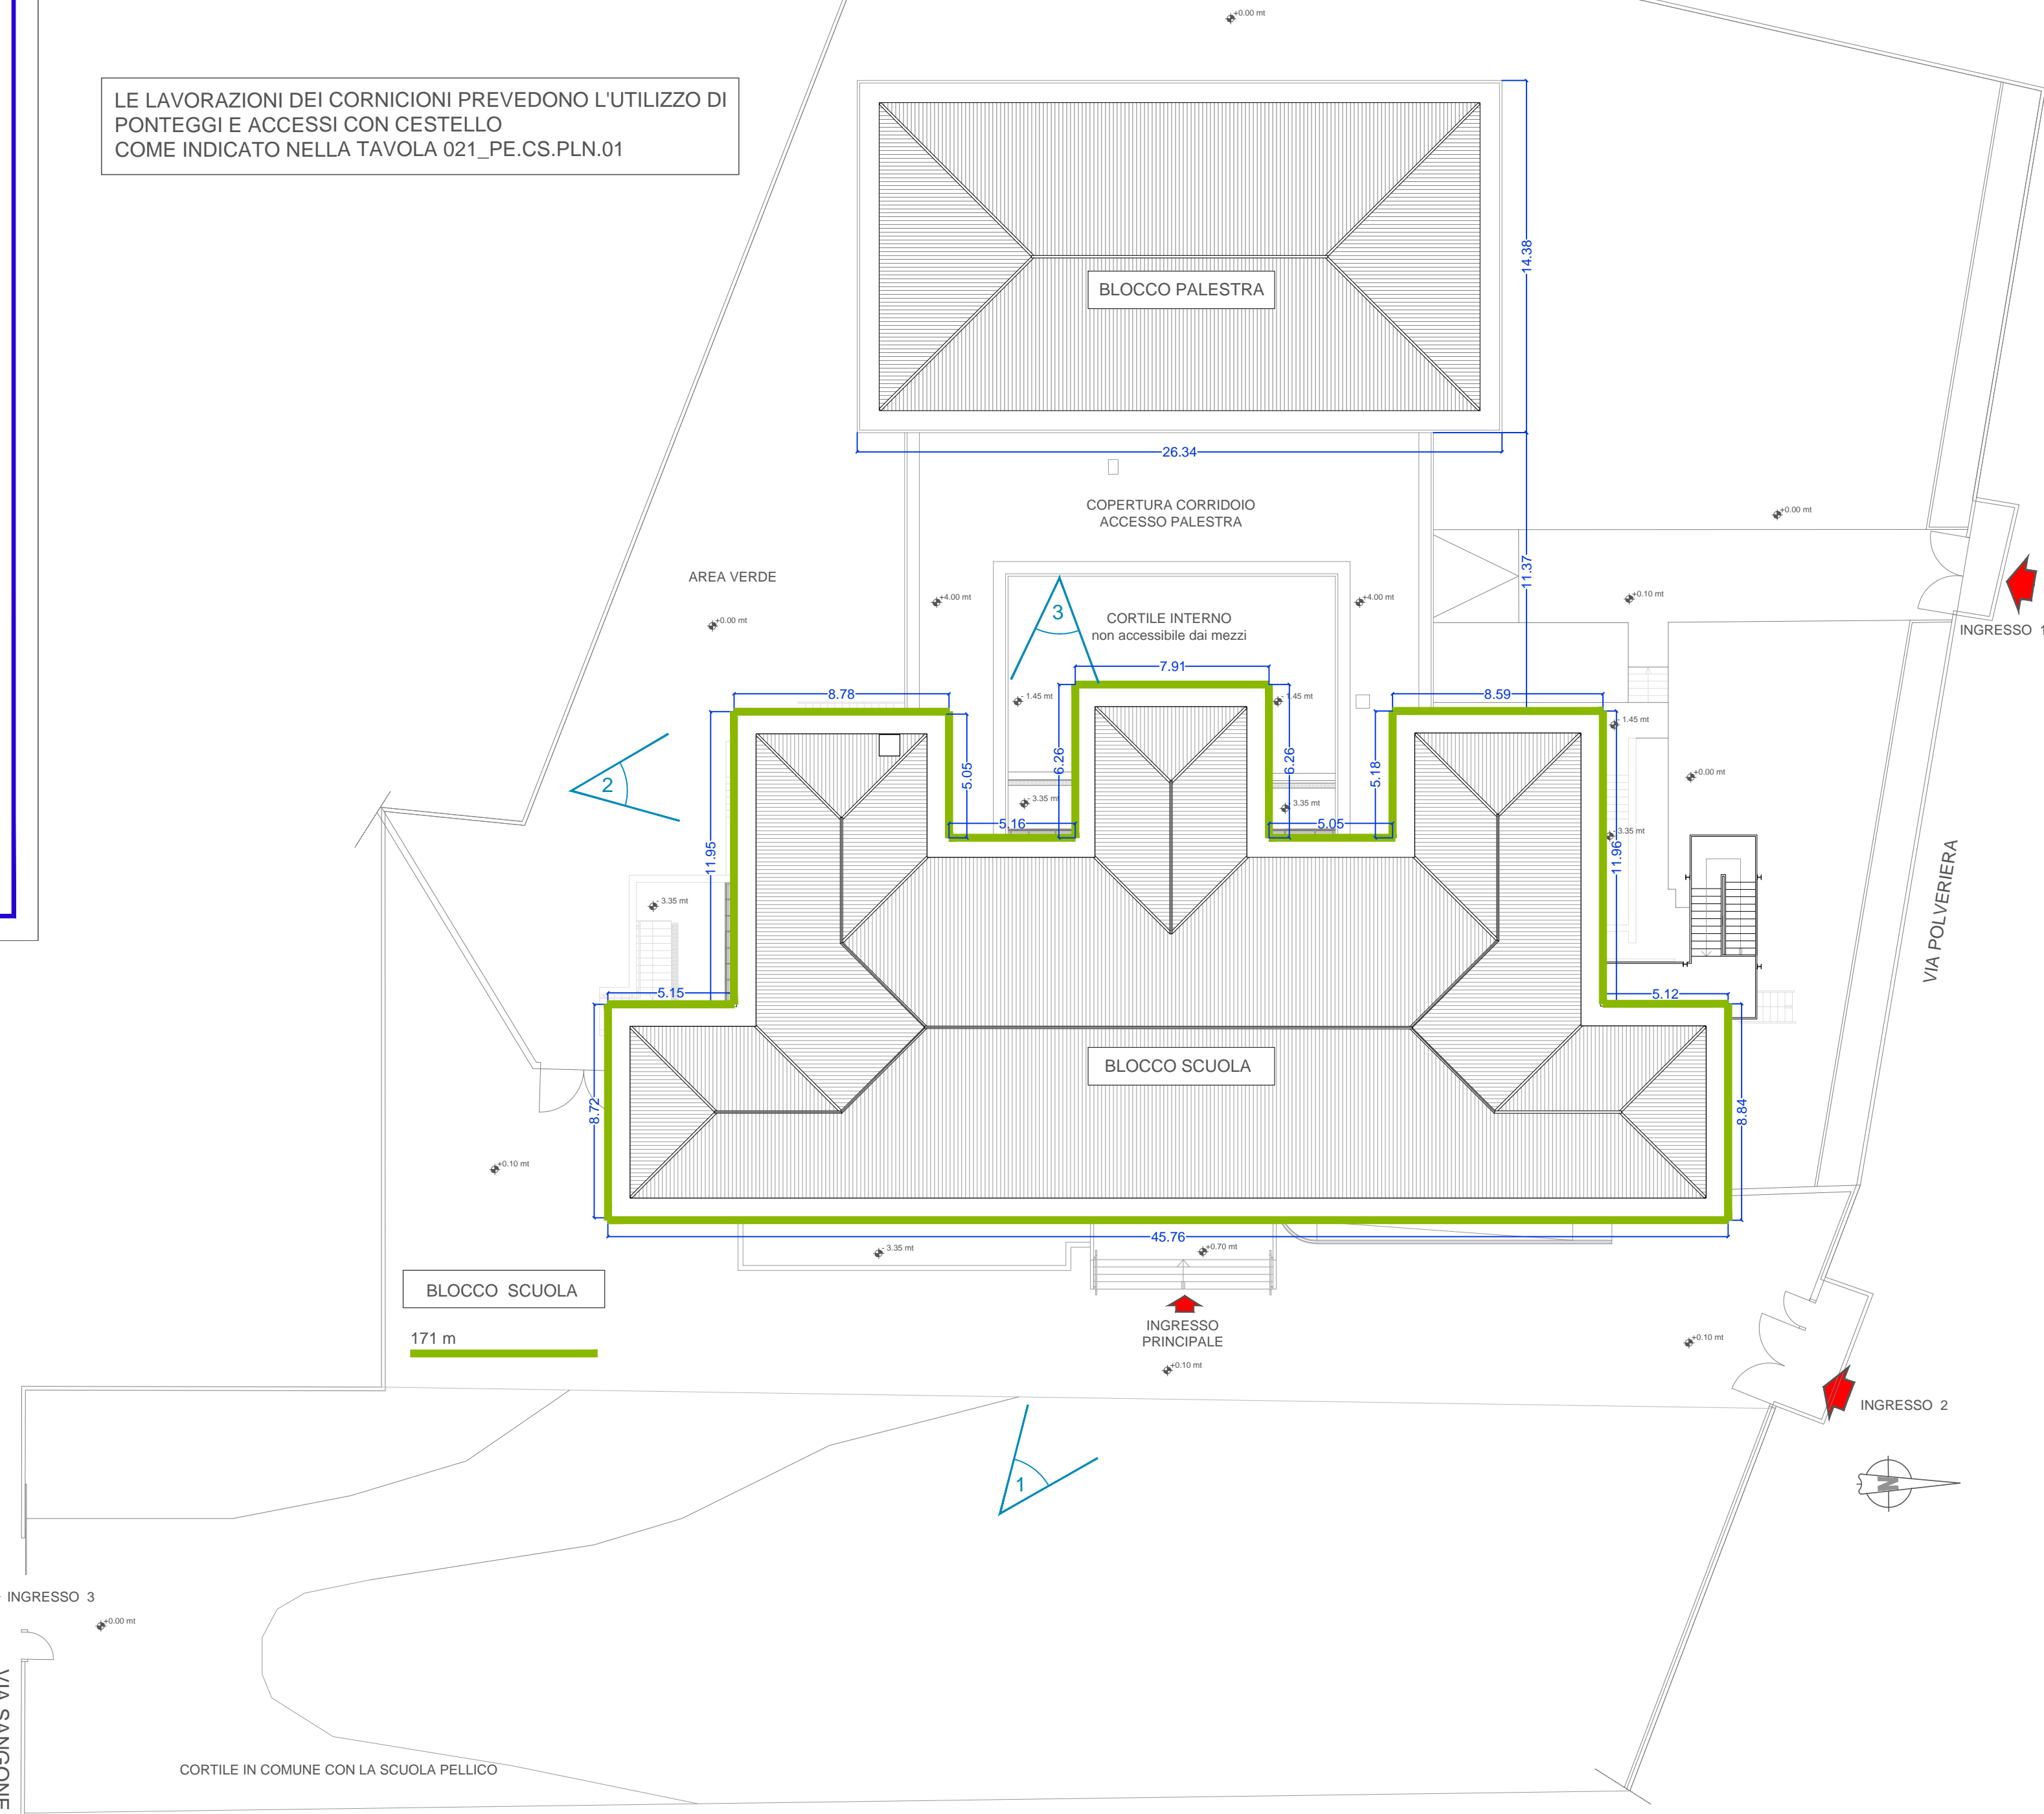 +0.00 mt
LE LAVORAZIONI DEI CORNICIONI PREVEDONO L'UTILIZZO DI
PONTEGGI E ACCESSI CON CESTELLO
COME INDICATO NELLA TAVOLA 021_PE.CS.PLN.01
14.38
BLOCCO PALESTRA
26.34
COPERTURA CORRIDOIO
ACCESSO PALESTRA
+0.00 mt
11.37
AREA VERDE
+4.00 mt
+4.00 mt
+0.10 mt
3
CORTILE INTERNO
non accessibile dai mezzi
+0.00 mt
INGRESSO 1
7.91
8.78
8.59
- 1.45 mt
- 1.45 mt
- 1.45 mt
6.26
6.26
5.05
5.18
+0.00 mt
2
- 3.35 mt
- 3.35 mt
5.16
5.05
- 3.35 mt
11.95
11.96
- 3.35 mt
VIA POLVERIERA
5.15
5.12
BLOCCO SCUOLA
8.72
8.84
+0.10 mt
45.76
- 3.35 mt
+0.70 mt
BLOCCO SCUOLA
171 m
INGRESSO
PRINCIPALE
+0.10 mt
+0.10 mt
INGRESSO 2
1
N
INGRESSO 3
+0.00 mt
VIA SANGONE
CORTILE IN COMUNE CON LA SCUOLA PELLICO